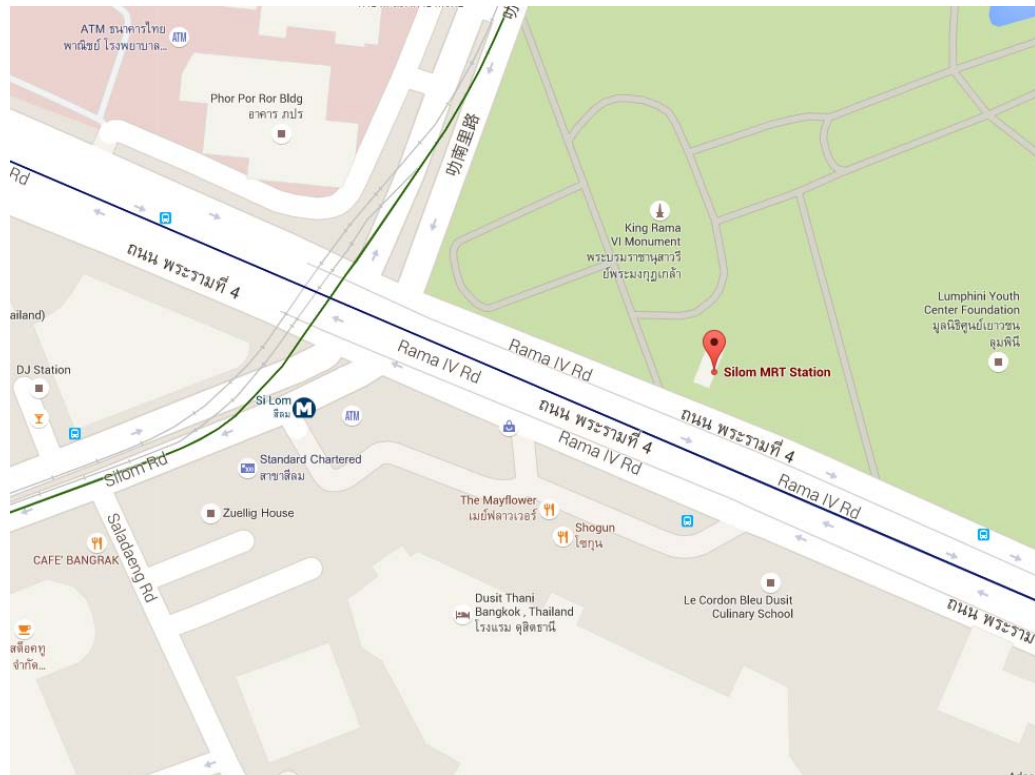 ATM ธนาคารไทย
พาณิชย์ โรงพยาบาล...
ATM
Phor Por Ror Bldg
อาคาร ภปร
叻南里路
Rd
ถนน พระรามที่ 4
King Rama
VI Monument
พระบรมราชานุสาวรี
ย์พระมงกุฎเกล้า
Lumphini Youth
Center Foundation
มูลนิธิศูนย์เยาวชน
ลุมพินี
ailand)
DJ Station
Rama IV Rd
Rama IV Rd
Silom MRT Station
Si Lom
สีลม
M
ATM
ถนน พระรามที่ 4
ถนน พระรามที่ 4
Rama IV Rd
Rama IV Rd
Silom Rd
Standard Chartered
สาขาสีลม
Zuellig House
The Mayflower
เมย์ฟลาวเวอร์
Shogun
โชกุน
CAFE' BANGRAK
Saladaeng Rd
Dusit Thani
Bangkok , Thailand
โรงแรม ดุสิตธานี
Le Cordon Bleu Dusit
Culinary School
ถนน พระราม
สต็อคทู
จำกัด...